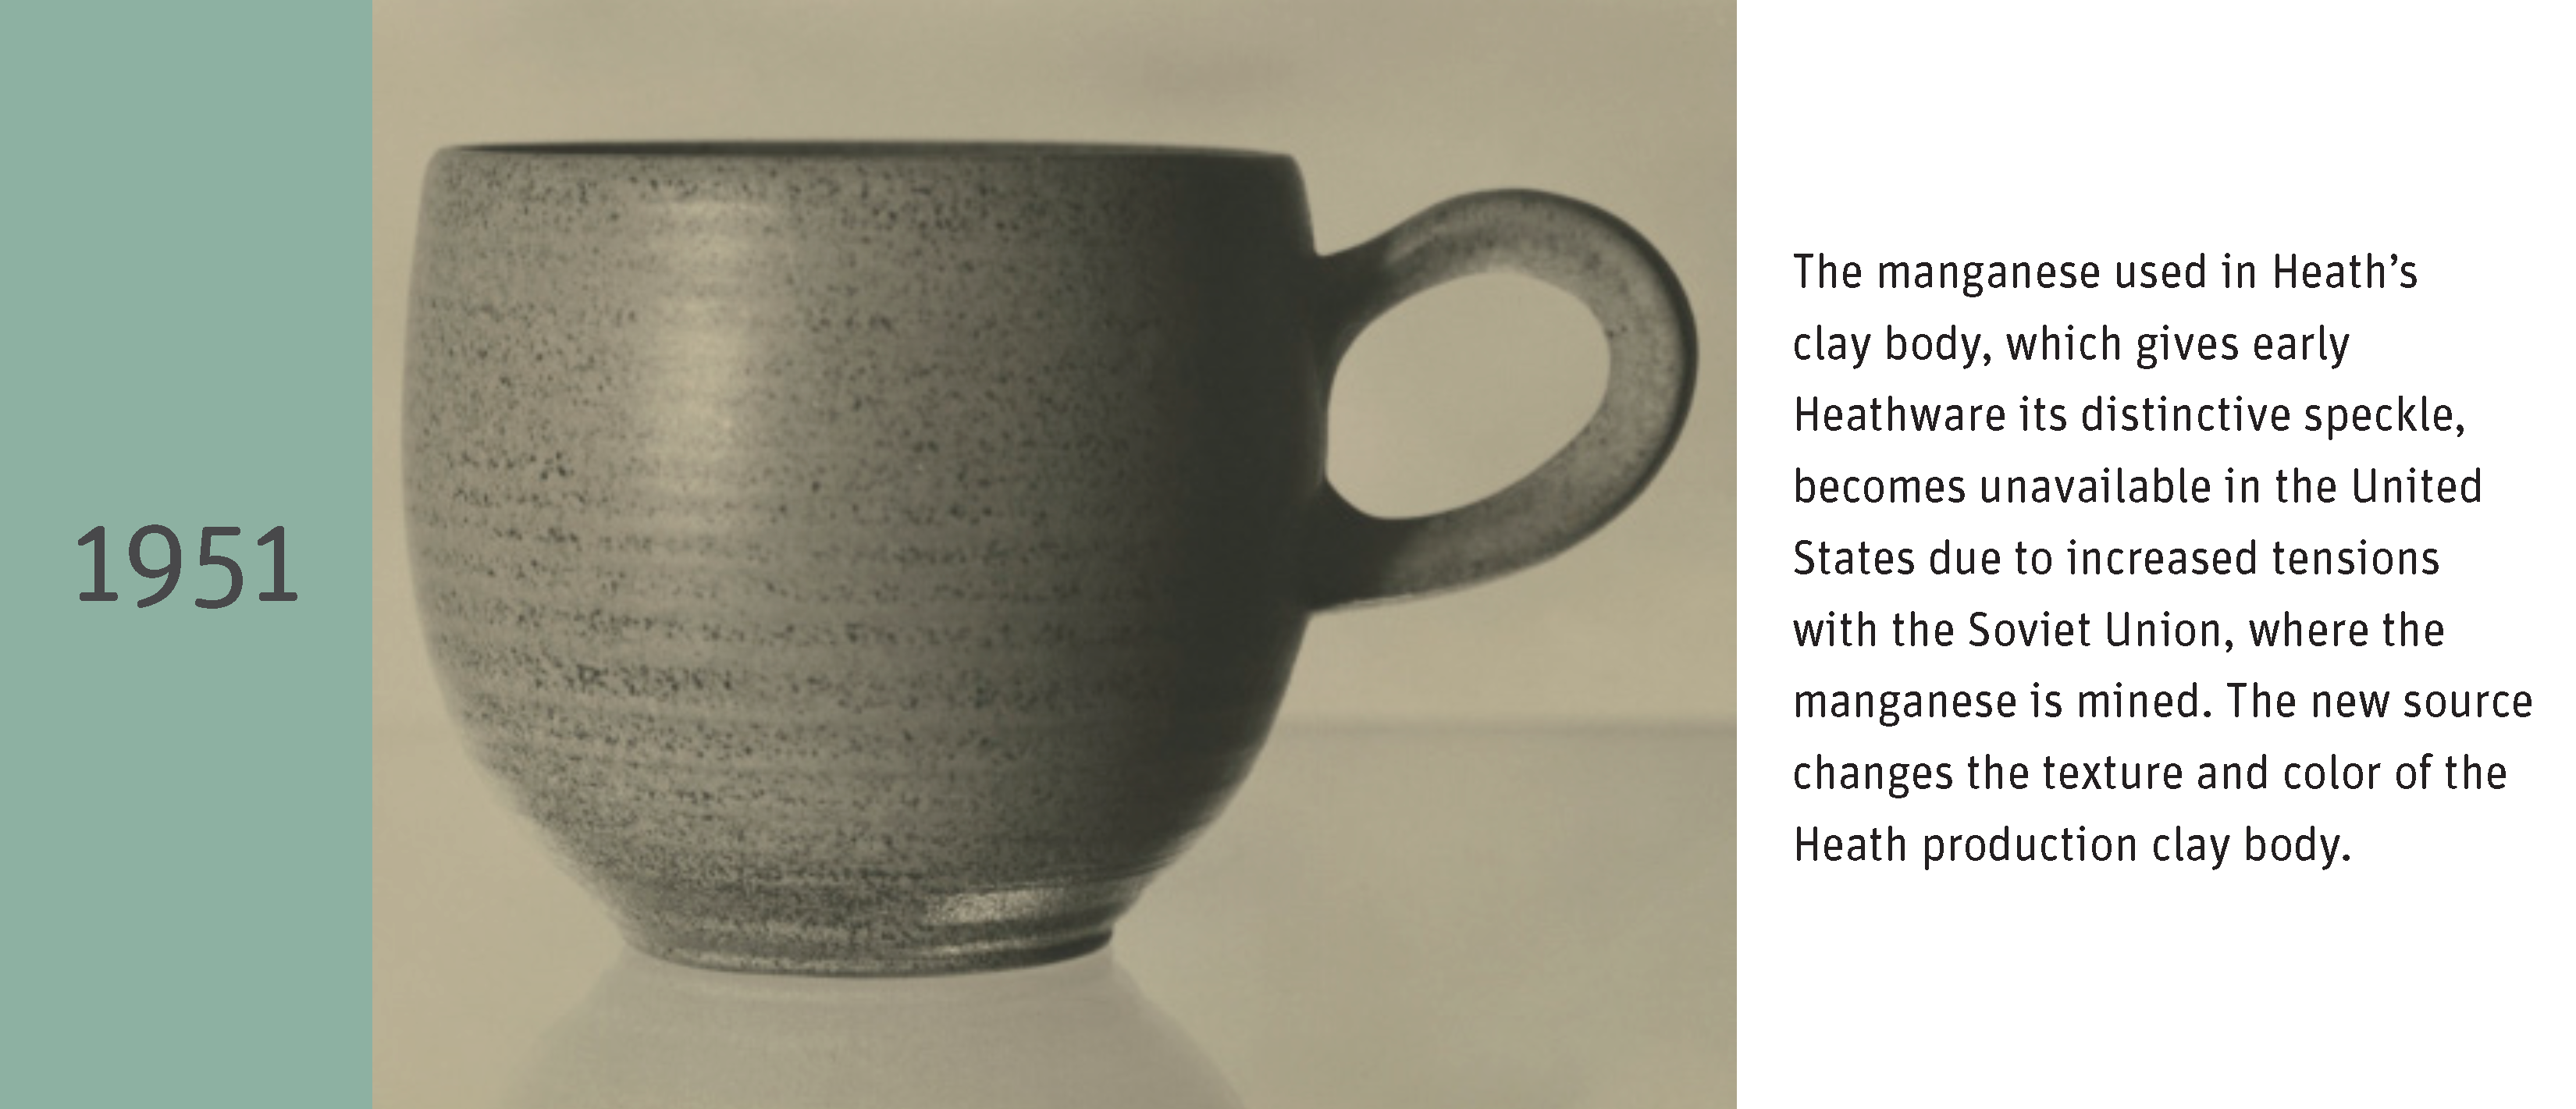 1951
The manganese used in Heath’s
clay body, which gives early
Heathware its distinctive speckle,
becomes unavailable in the United
States due to increased tensions
with the Soviet Union, where the
manganese is mined. The new source
changes the texture and color of the
Heath production clay body.